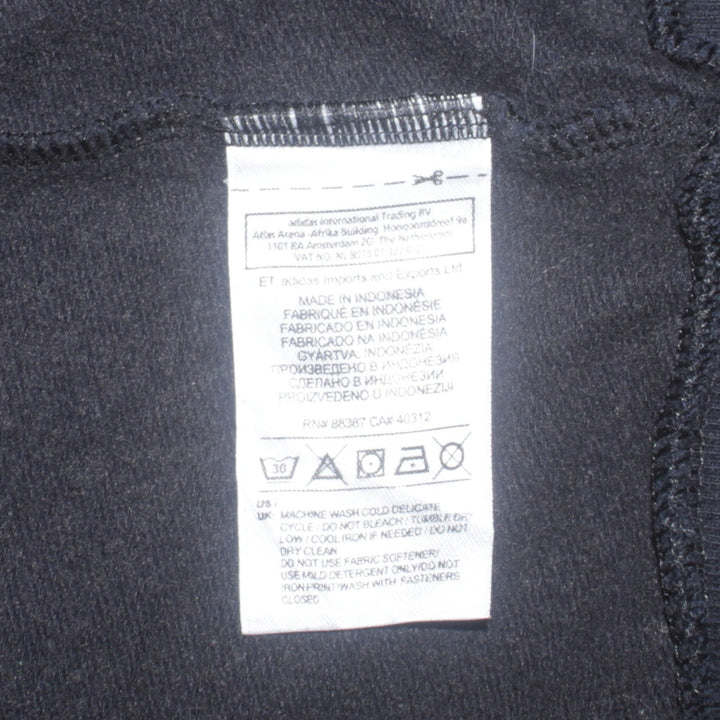 adidas International Trading BV
Adlas Arena -Afrika Building, Hoogoorddreef 9a
1101 BA Amsterdam ZO The Netherlands
VAT NO. NL
ET adidas Imports and Exports Ltd
MADE IN INDONESIA
FABRIQUÉ EN INDONÉSIE
FABRICADO EN INDONESIA
FABRICADO NA INDONÉSIA
GYÁRTVA: INDONÉZIA
ПРОИЗВЕДЕНО В ИНДОНЕЗИЯ
СДЕЛАНО В ИНДОНЕЗИИ
PROIZVEDENO U INDONEZIJI
RN# 88387 CA# 40312
30
US /
UK: MACHINE WASH COLD DELICATE
CYCLE / DO NOT BLEACH / TUMBLE DRY
LOW / COOL IRON IF NEEDED / DO NOT
DRY CLEAN
DO NOT USE FABRIC SOFTENER/
USE MILD DETERGENT ONLY/DO NOT
IRON PRINT/WASH WITH FASTENERS
CLOSED